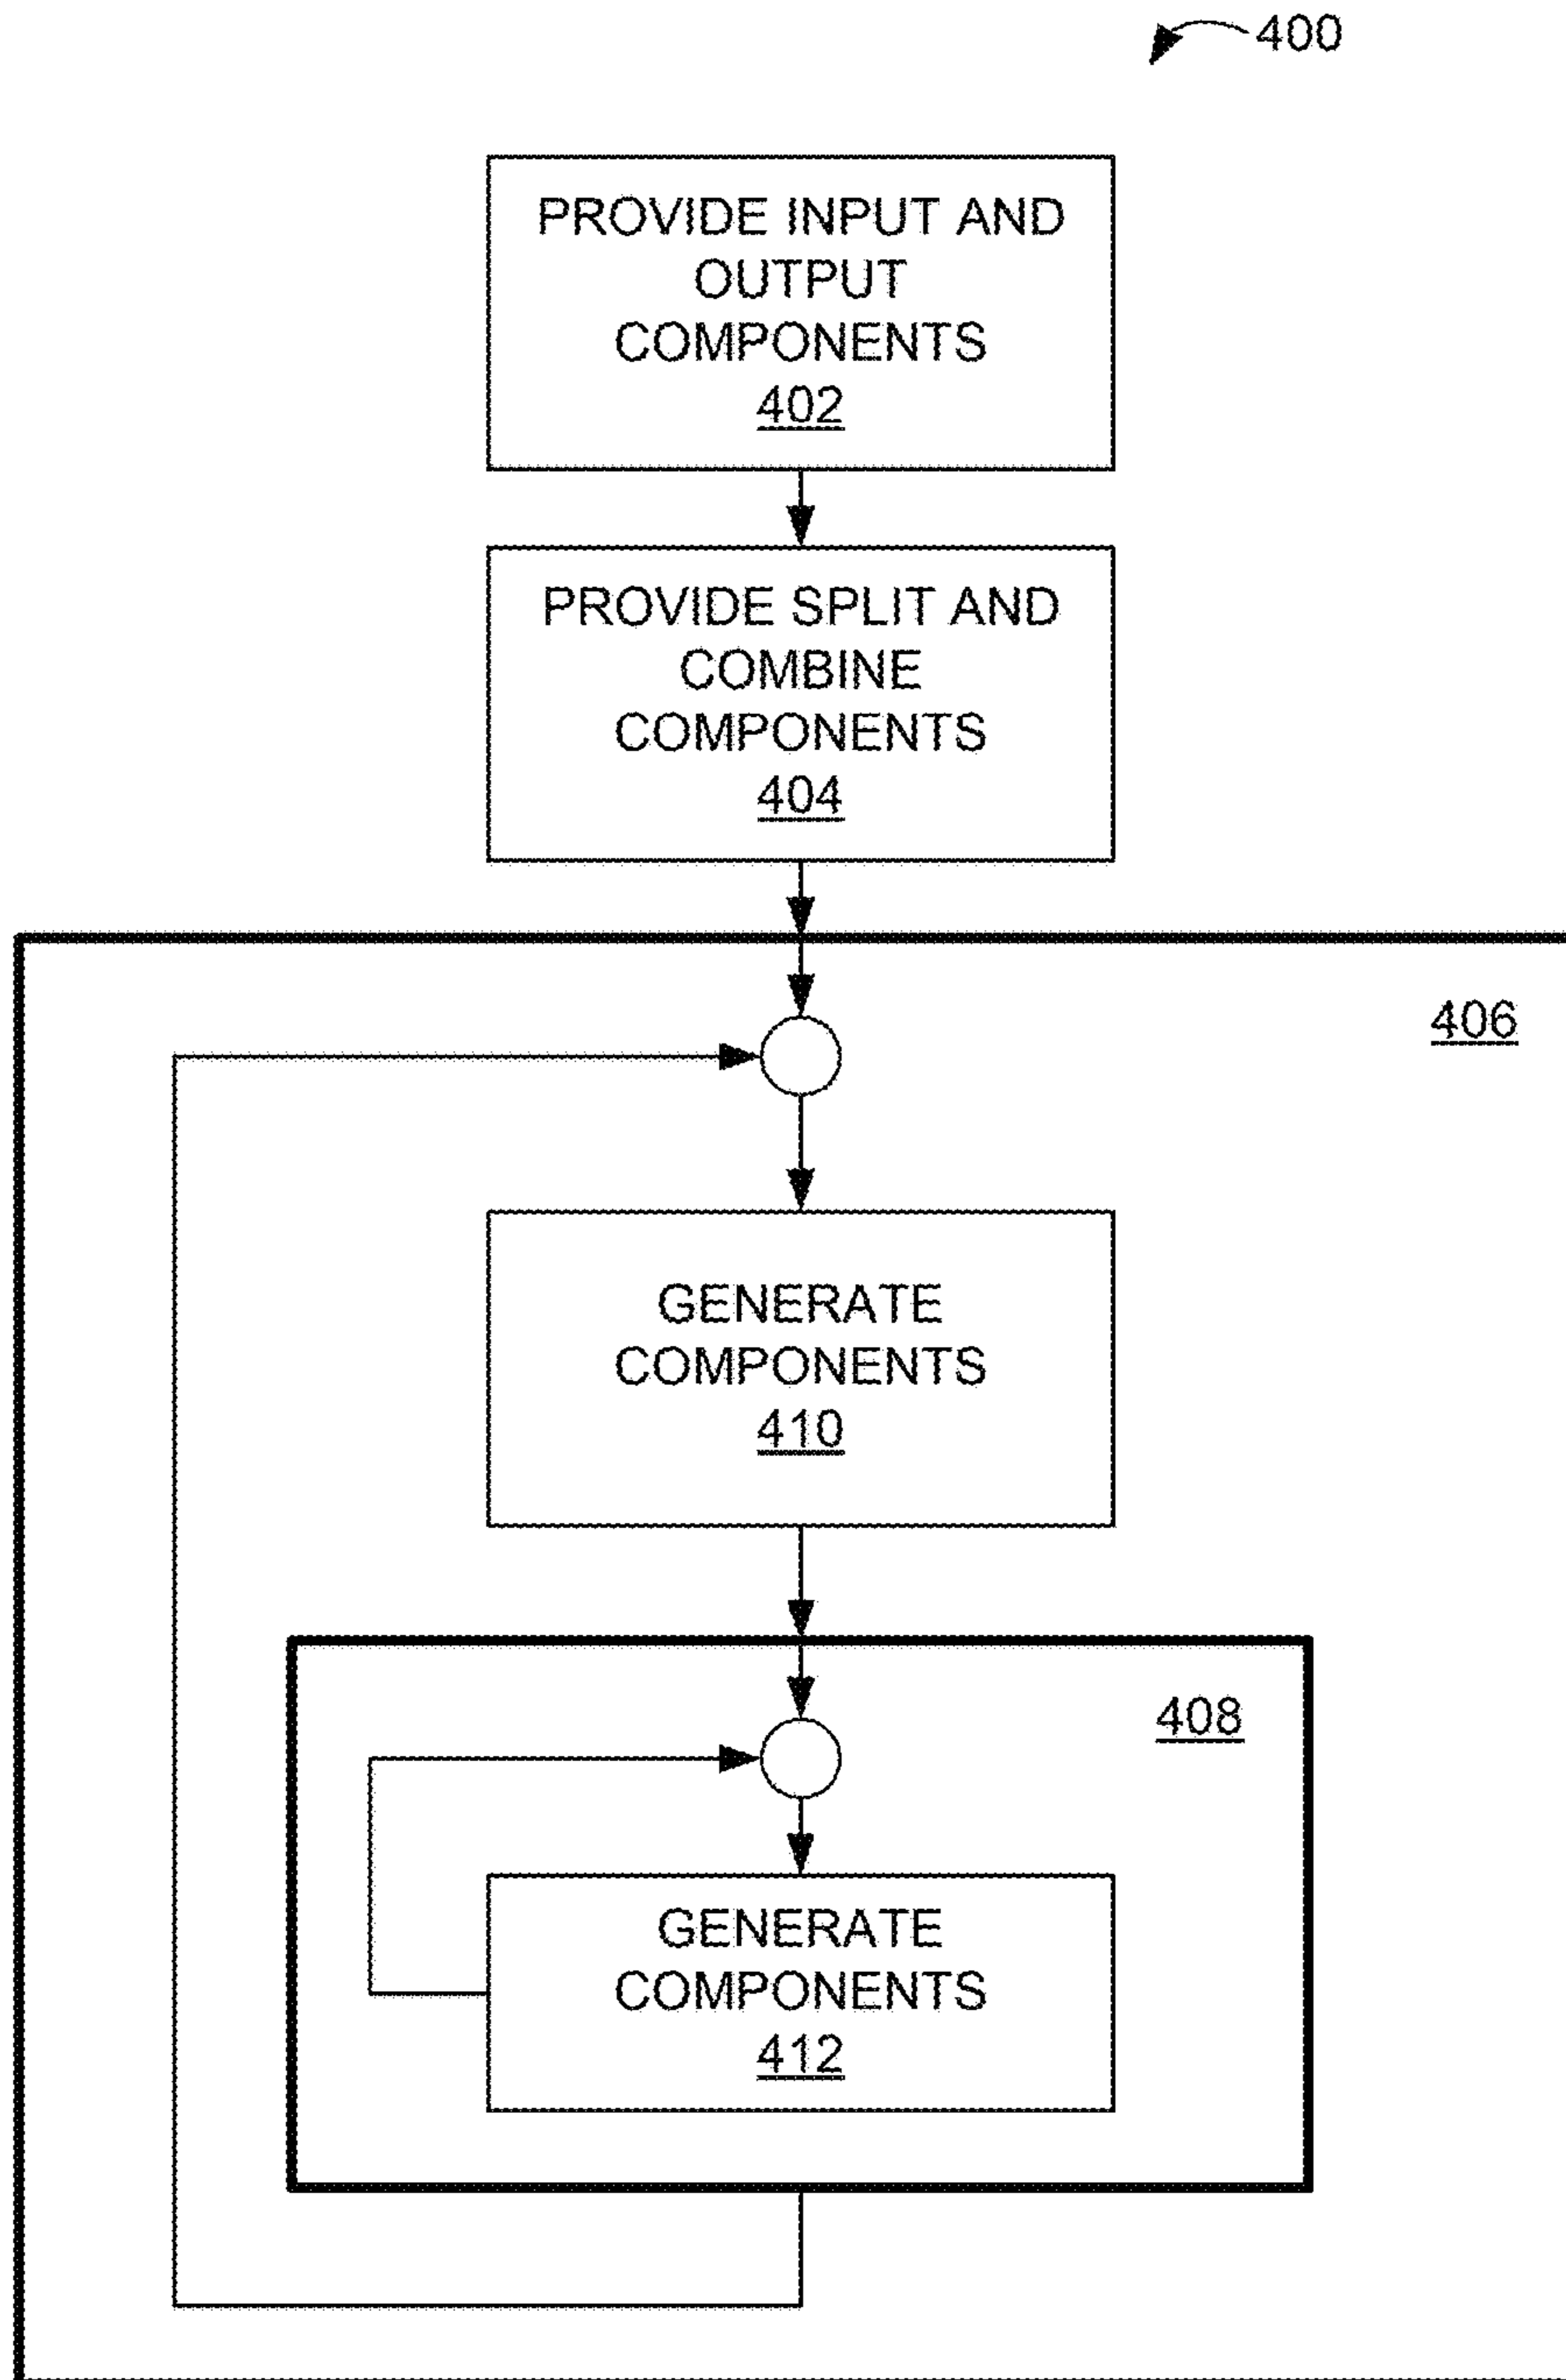 400
PROVIDE INPUT AND
OUTPUT
COMPONENTS
402
PROVIDE SPLIT AND
COMBINE
COMPONENTS
404
406
GENERATE
COMPONENTS
410
408
GENERATE
COMPONENTS
412